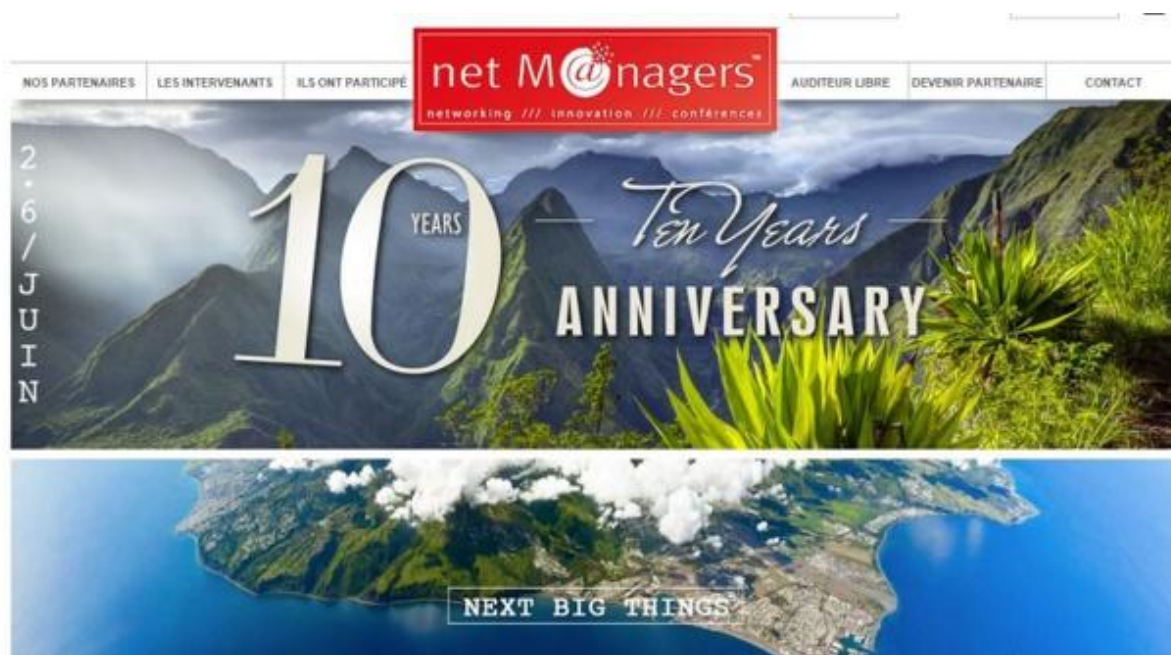 NOS PARTENAIRES
LES INTERVENANTS
ILS ONT PARTICIPÉ
net M@nagers™
networking /// innovation /// conférences
AUDITEUR LIBRE
DEVENIR PARTENAIRE
CONTACT
2-6/JUIN
10
YEARS
Ten Years
ANNIVERSARY
NEXT BIG THINGS